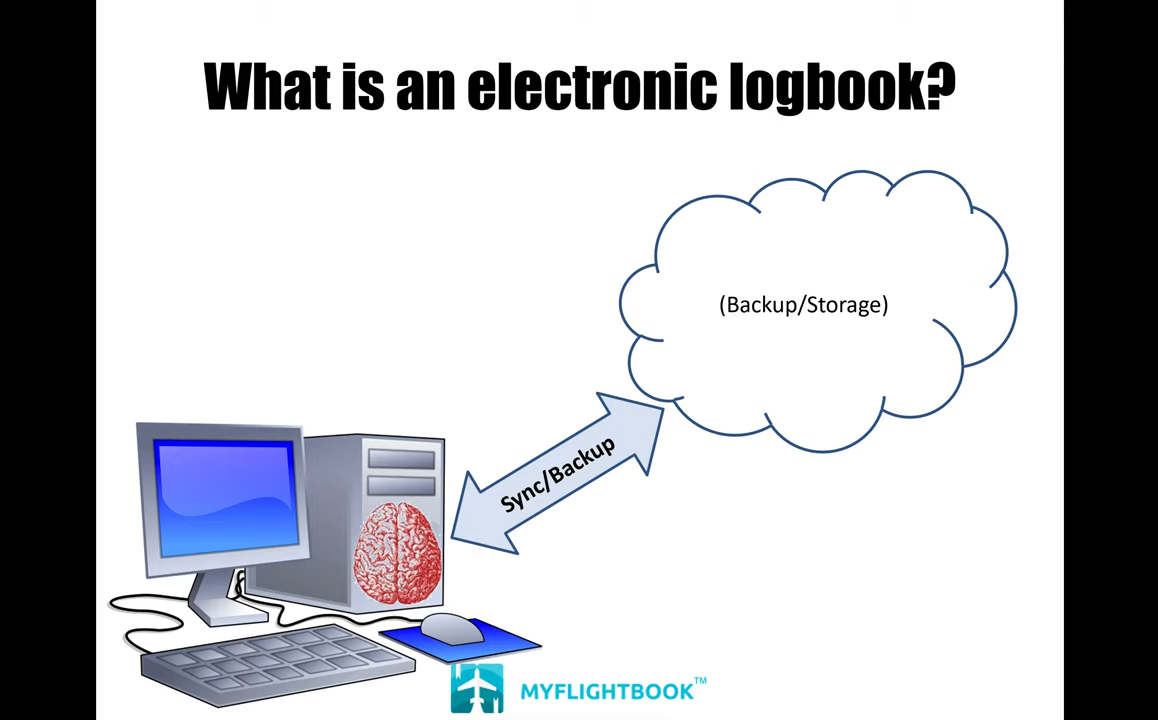 What is an electronic logbook?
(Backup/Storage)
Sync/Backup
MYFLIGHTBOOK™